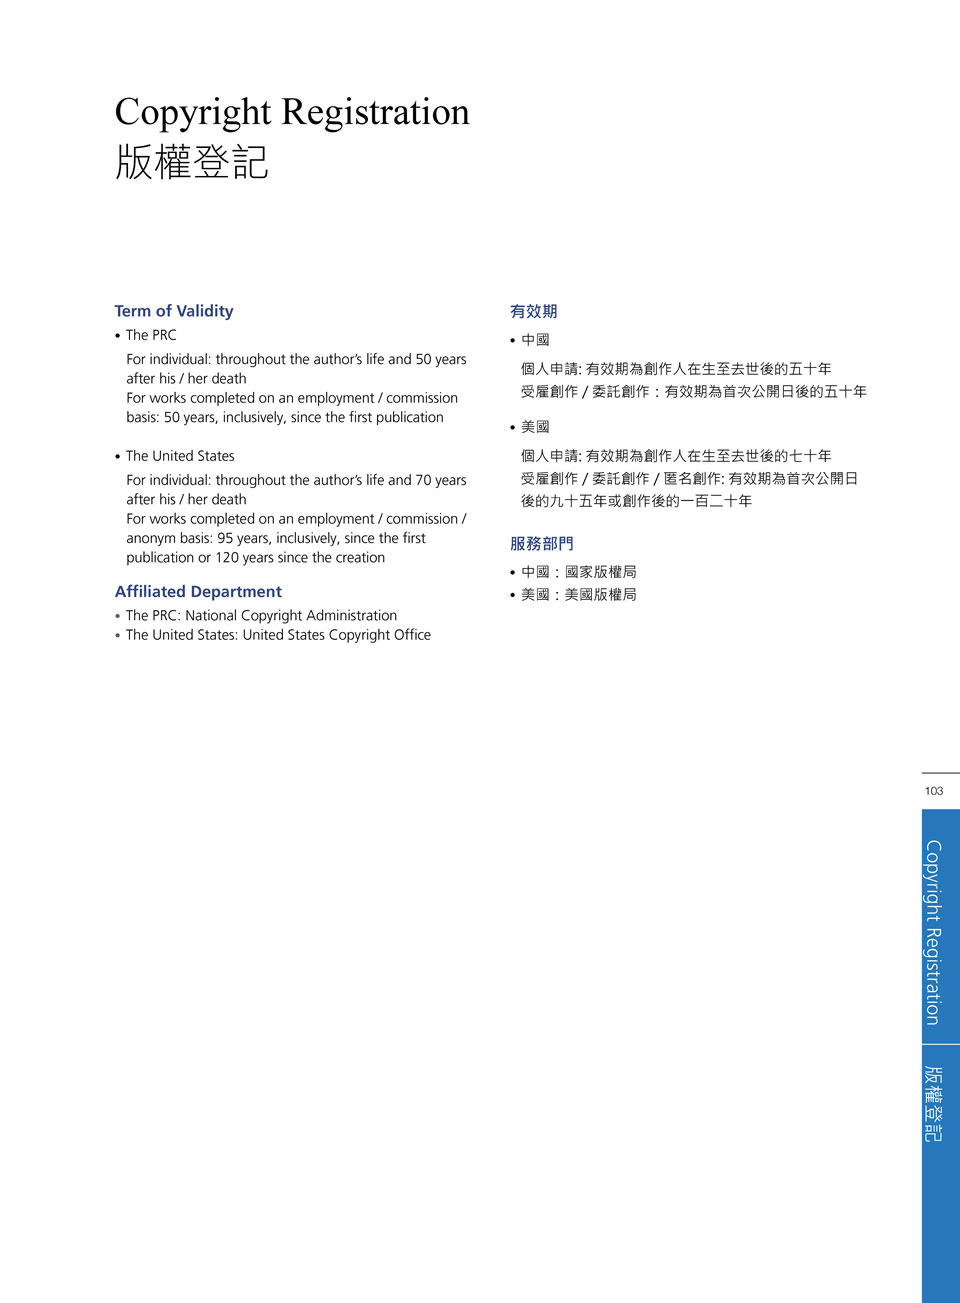 Copyright Registration
版權登記
Term of Validity
• The PRC
For individual: throughout the author’s life and 50 years
after his / her death
For works completed on an employment / commission
basis: 50 years, inclusively, since the first publication
• The United States
For individual: throughout the author’s life and 70 years
after his / her death
For works completed on an employment / commission /
anonym basis: 95 years, inclusively, since the first
publication or 120 years since the creation
Affiliated Department
• The PRC: National Copyright Administration
• The United States: United States Copyright Office
有效期
• 中國
個人申請: 有效期為創作人在生至去世後的五十年
受雇創作 / 委託創作：有效期為首次公開日後的五十年
• 美國
個人申請: 有效期為創作人在生至去世後的七十年
受雇創作 / 委託創作 / 匿名創作: 有效期為首次公開日
後的九十五年或創作後的一百二十年
服務部門
• 中國：國家版權局
• 美國：美國版權局
103
Copyright Registration
版權登記